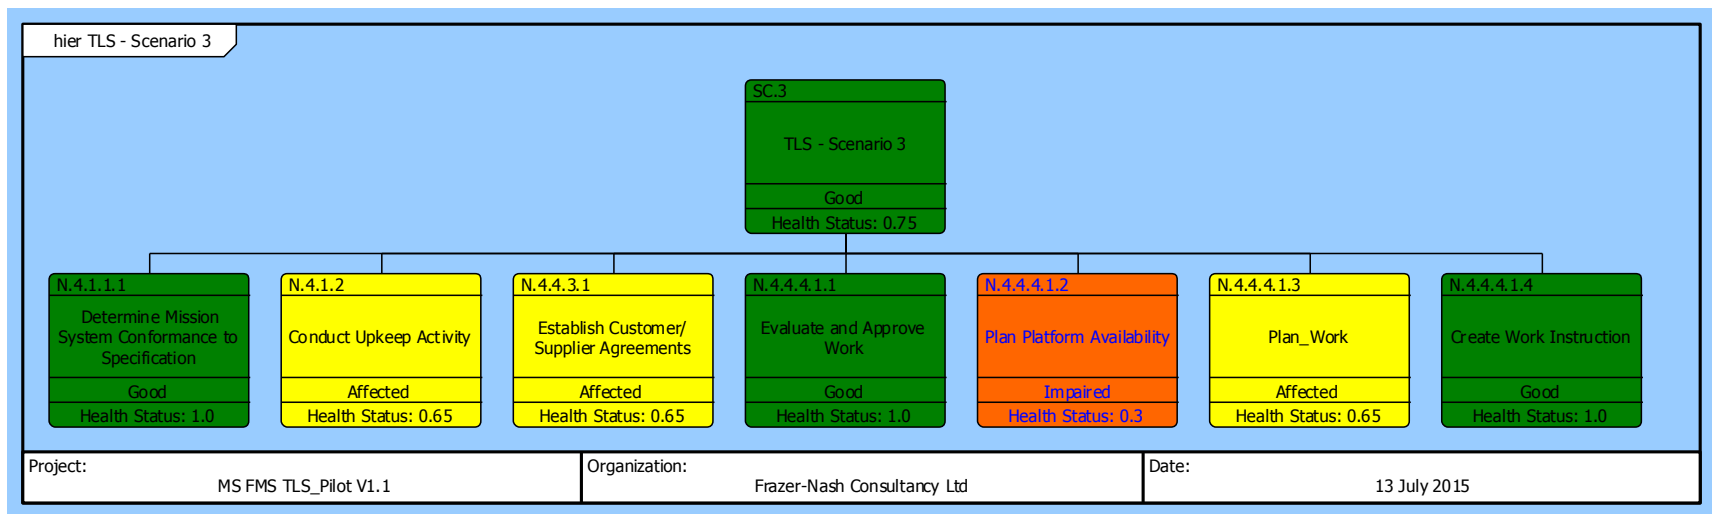 hier TLS - Scenario 3
SC.3
TLS - Scenario 3
Good
Health Status: 0.75
N.4.1.1.1
Determine Mission
System Conformance to
Specification
Good
Health Status: 1.0
N.4.1.2
Conduct Upkeep Activity
Affected
Health Status: 0.65
N.4.4.3.1
Establish Customer/
Supplier Agreements
Affected
Health Status: 0.65
N.4.4.4.1.1
Evaluate and Approve
Work
Good
Health Status: 1.0
N.4.4.4.1.2
Plan Platform Availability
Impaired
Health Status: 0.3
N.4.4.4.1.3
Plan_Work
Affected
Health Status: 0.65
N.4.4.4.1.4
Create Work Instruction
Good
Health Status: 1.0
Project:
MS FMS TLS_Pilot V1.1
Organization:
Frazer-Nash Consultancy Ltd
Date:
13 July 2015